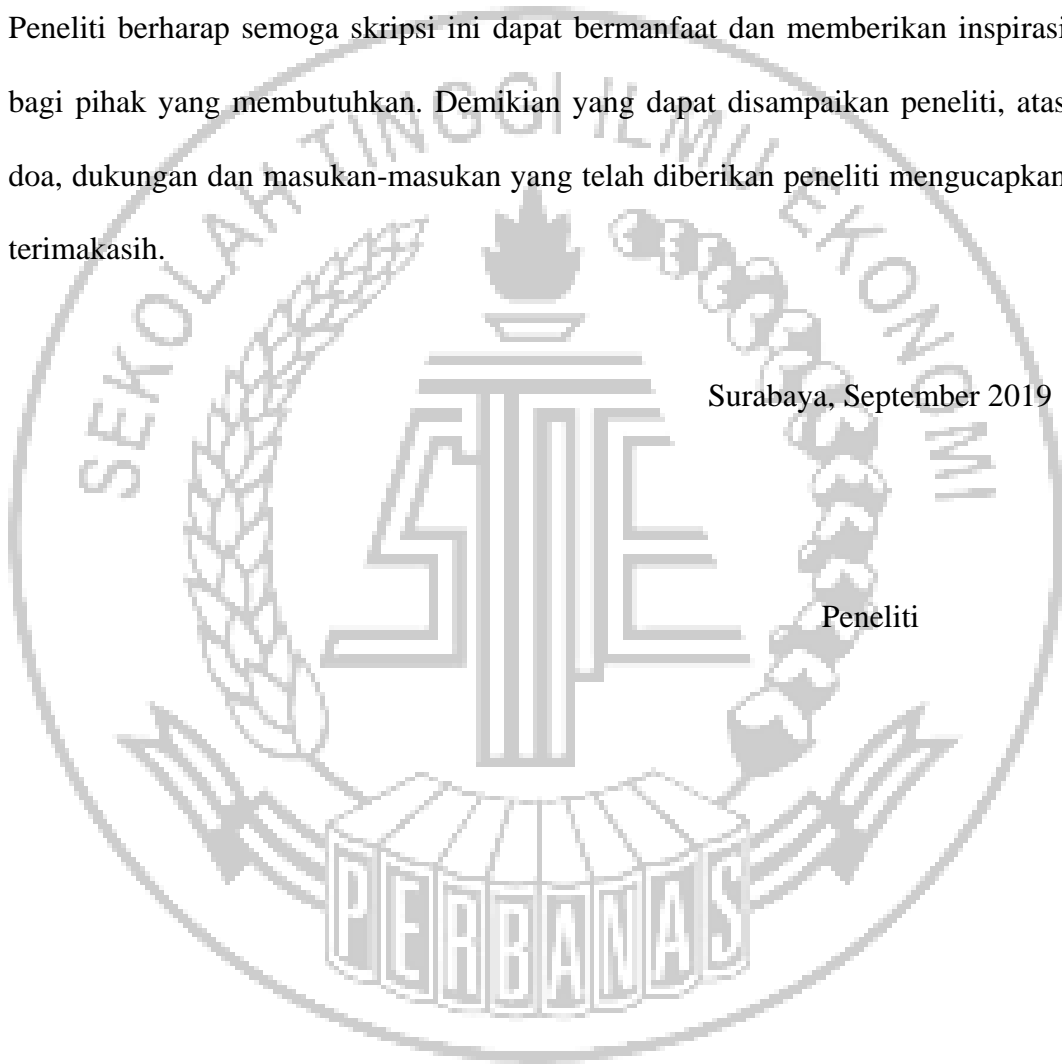 Peneliti berharap semoga skripsi ini dapat bermanfaat dan memberikan inspirasi
bagi pihak yang membutuhkan. Demikian yang dapat disampaikan peneliti, atas
doa, dukungan dan masukan-masukan yang telah diberikan peneliti mengucapkan
terimakasih.
SEKOLAH TINGGI ILMU EKONOMI
Surabaya, September 2019
STIE
Peneliti
PERBANAS